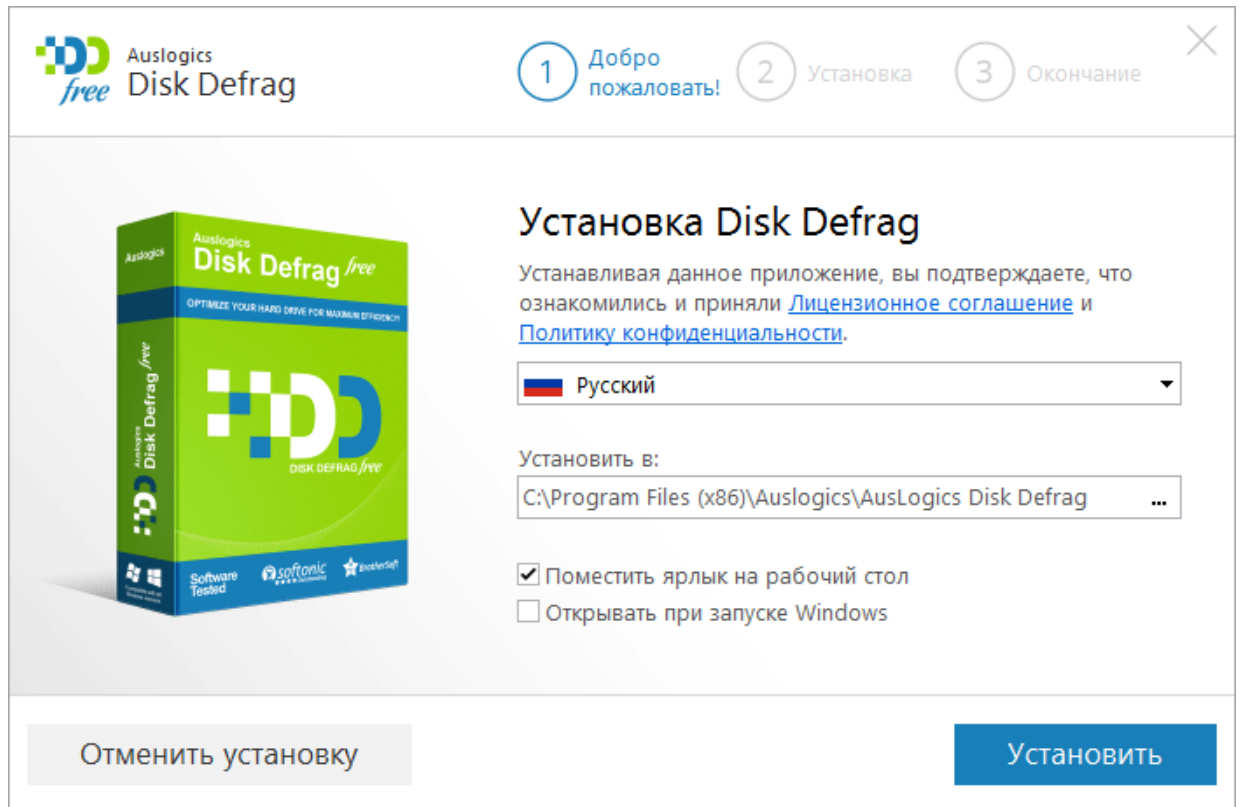 Auslogics
Disk Defrag
free
1
Добро
пожаловать!
2
Установка
3
Окончание
Auslogics
Auslogics
Disk Defrag free
OPTIMIZE YOUR HARD DRIVE FOR MAXIMUM EFFICIENCY!
Auslogics
Disk Defrag free
DISK DEFRAG free
Software
Tested
softonic
BrotherSoft
Установка Disk Defrag
Устанавливая данное приложение, вы подтверждаете, что
ознакомились и приняли Лицензионное соглашение и
Политику конфиденциальности.
Русский
Установить в:
C:\Program Files (x86)\Auslogics\AusLogics Disk Defrag ...
Поместить ярлык на рабочий стол
Открывать при запуске Windows
Отменить установку
Установить